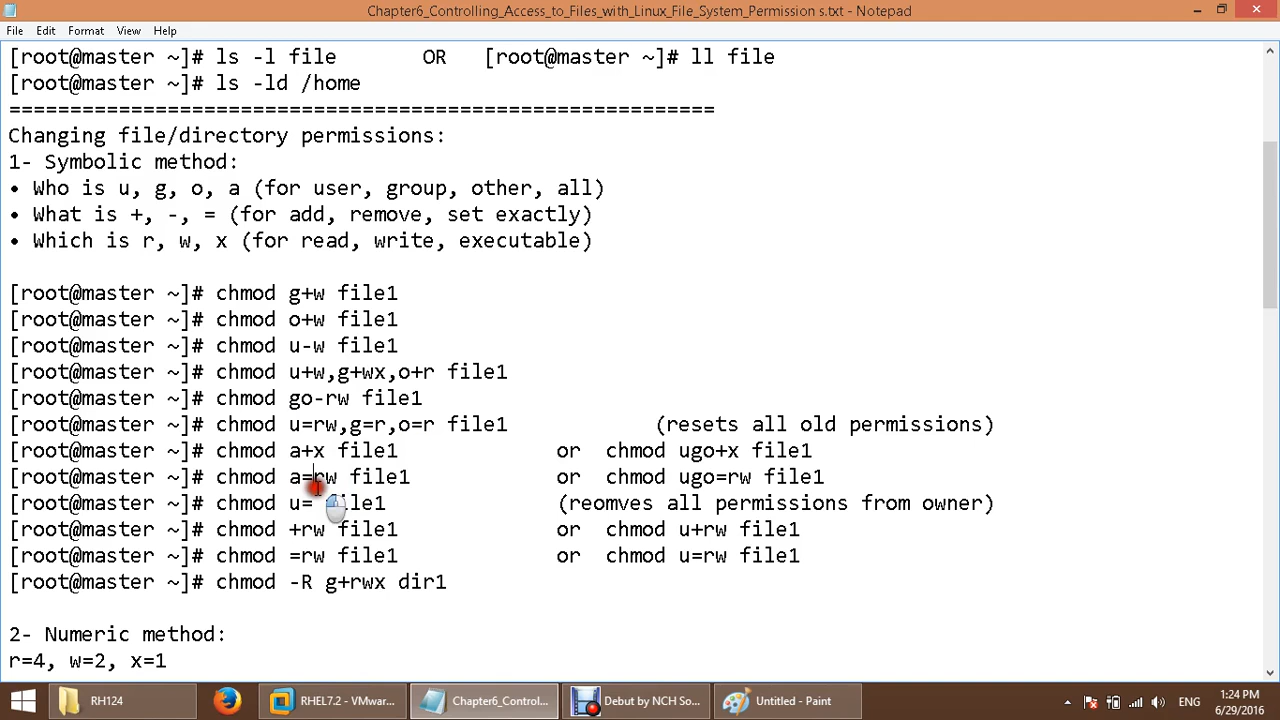 Chapter6_Controlling_Access_to_Files_with_Linux_File_System_Permission s.txt - Notepad
File Edit Format View Help
[root@master ~]# ls -l file OR [root@master ~]# ll file
[root@master ~]# ls -ld /home
==========================================================
Changing file/directory permissions:
1- Symbolic method:
• Who is u, g, o, a (for user, group, other, all)
• What is +, -, = (for add, remove, set exactly)
• Which is r, w, x (for read, write, executable)
[root@master ~]# chmod g+w file1
[root@master ~]# chmod o+w file1
[root@master ~]# chmod u-w file1
[root@master ~]# chmod u+w,g+wx,o+r file1
[root@master ~]# chmod go-rw file1
[root@master ~]# chmod u=rw,g=r,o=r file1 (resets all old permissions)
[root@master ~]# chmod a+x file1 or chmod ugo+x file1
[root@master ~]# chmod a=rw file1 or chmod ugo=rw file1
[root@master ~]# chmod u= file1 (reomves all permissions from owner)
[root@master ~]# chmod +rw file1 or chmod u+rw file1
[root@master ~]# chmod =rw file1 or chmod u=rw file1
[root@master ~]# chmod -R g+rwx dir1
2- Numeric method:
r=4, w=2, x=1
RH124 RHEL7.2 - VMwar... Chapter6_Control... Debut by NCH So... Untitled - Paint ENG 1:24 PM
6/29/2016